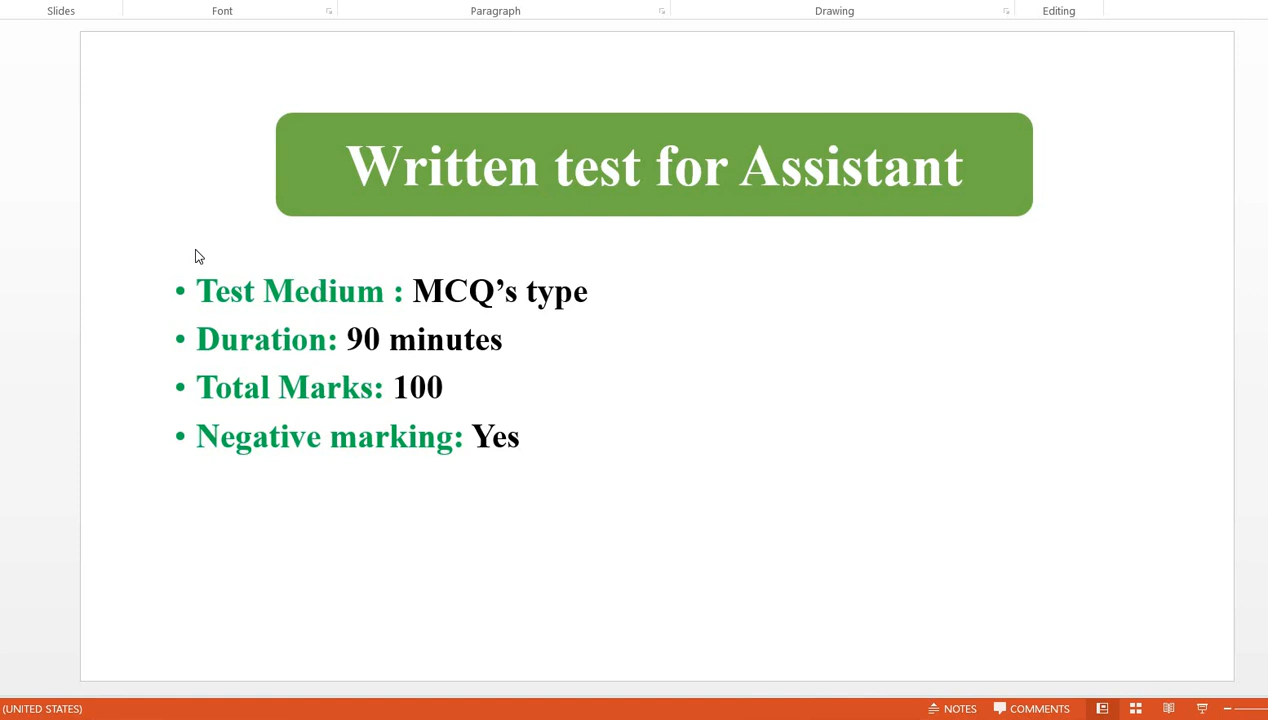 Slides Font Paragraph Drawing Editing
Written test for Assistant
• Test Medium : MCQ’s type
• Duration: 90 minutes
• Total Marks: 100
• Negative marking: Yes
(UNITED STATES) NOTES COMMENTS